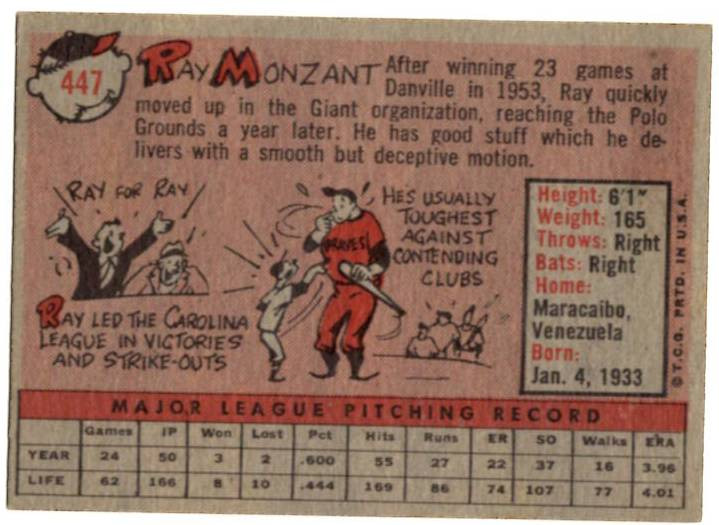 447
RAY MONZANT
After winning 23 games at
Danville in 1953, Ray quickly
moved up in the Giant organization, reaching the Polo
Grounds a year later. He has good stuff which he de-
livers with a smooth but deceptive motion.
RAY FOR RAY
RAY LED THE CAROLINA
LEAGUE IN VICTORIES
AND STRIKE-OUTS
BRAVES
HE'S USUALLY
TOUGHEST
AGAINST
CONTENDING
CLUBS
Height: 6'1"
Weight: 165
Throws: Right
Bats: Right
Home:
Maracaibo,
Venezuela
Born:
Jan. 4, 1933
© T.C.G. PRTD. IN U.S.A.
MAJOR LEAGUE PITCHING RECORD
Games IP Won Lost Pct Hits Runs ER SO Walks ERA
YEAR 24 50 3 2 .600 55 27 22 37 16 3.96
LIFE 62 166 8 10 .444 169 86 74 107 77 4.01